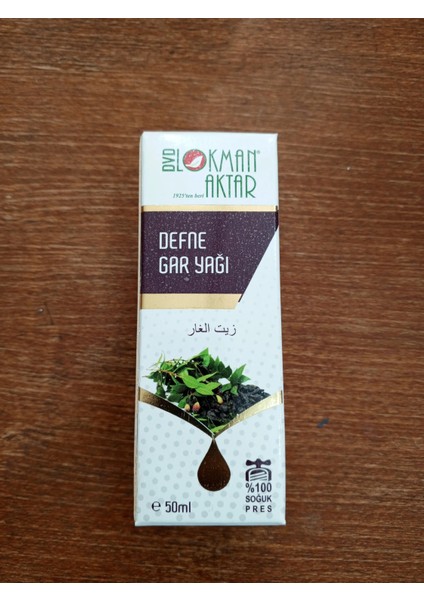 DVD
LOKMAN®
AKTAR
1923'ten beri
DEFNE
GAR YAĞI
زيت الغار
%100
SOĞUK
PRES
e 50ml